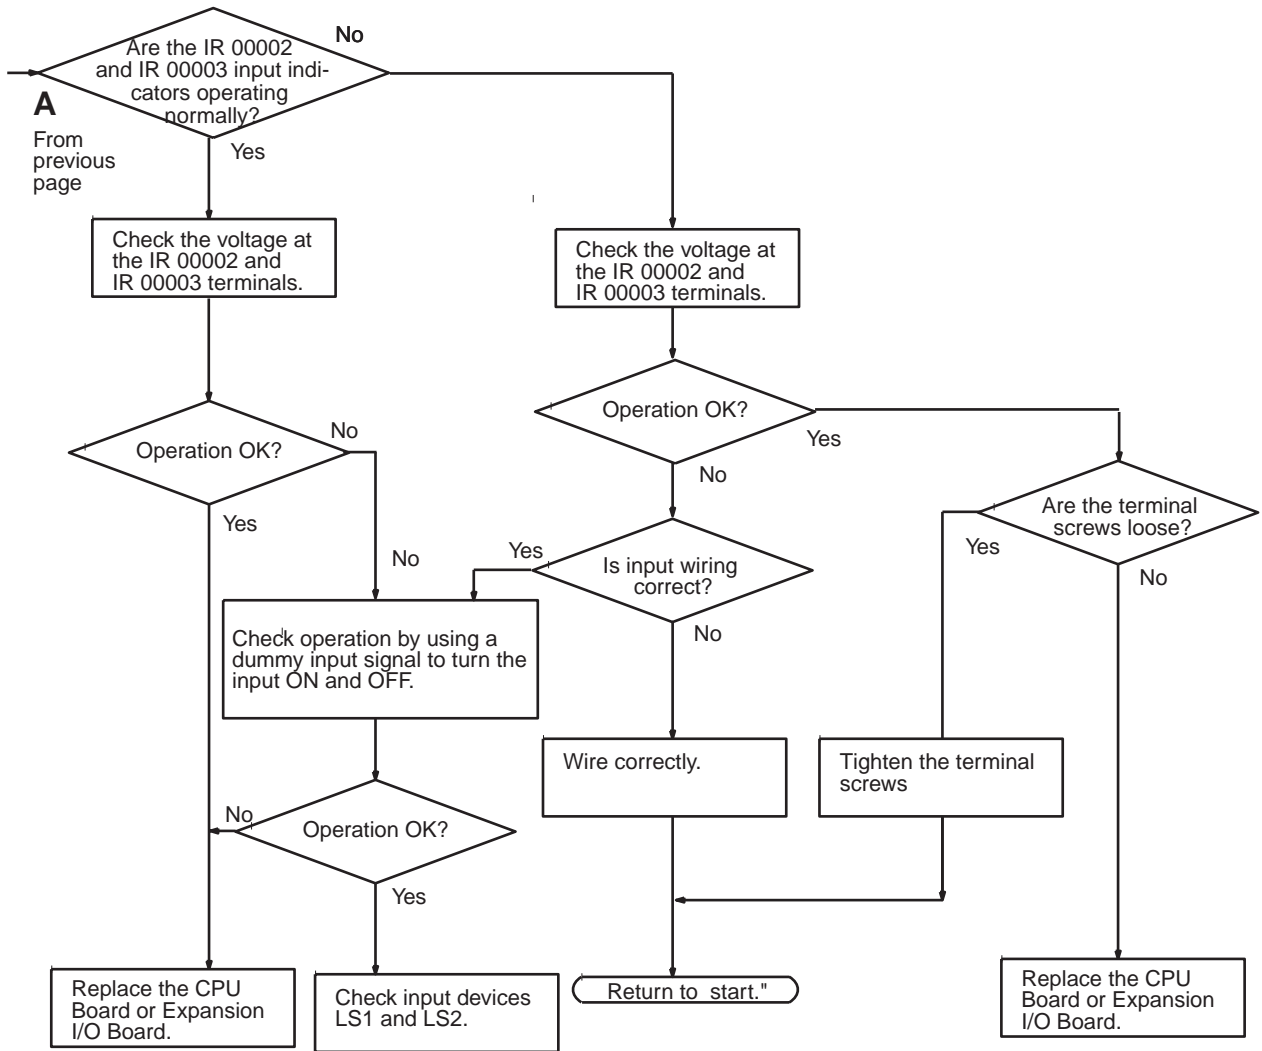 No
Are the IR 00002
and IR 00003 input indi-
cators operating
normally?
A
From
previous
page
Yes
Check the voltage at
the IR 00002 and
IR 00003 terminals.
Check the voltage at
the IR 00002 and
IR 00003 terminals.
Operation OK?
No
Yes
Operation OK?
Yes
No
Are the terminal
screws loose?
Yes
No
No
Yes
Is input wiring
correct?
No
Check operation by using a
dummy input signal to turn the
input ON and OFF.
Wire correctly.
Tighten the terminal
screws
No
Operation OK?
Yes
Replace the CPU
Board or Expansion
I/O Board.
Check input devices
LS1 and LS2.
Return to start."
Replace the CPU
Board or Expansion
I/O Board.